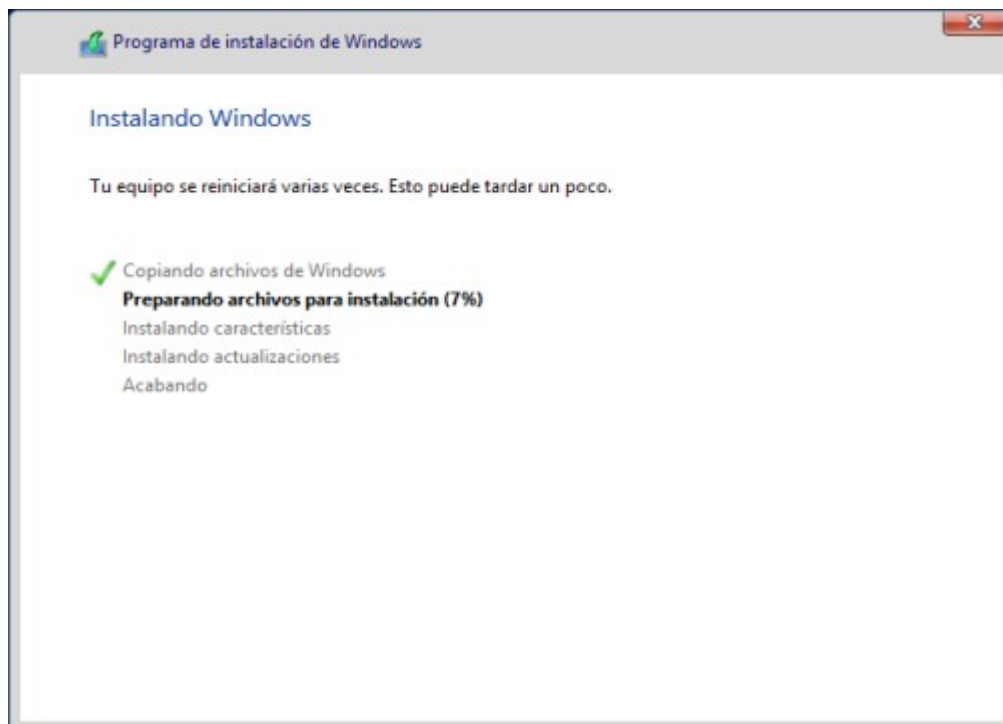 Programa de instalación de Windows
Instalando Windows
Tu equipo se reiniciará varias veces. Esto puede tardar un poco.
Copiando archivos de Windows
Preparando archivos para instalación (7%)
Instalando características
Instalando actualizaciones
Acabando